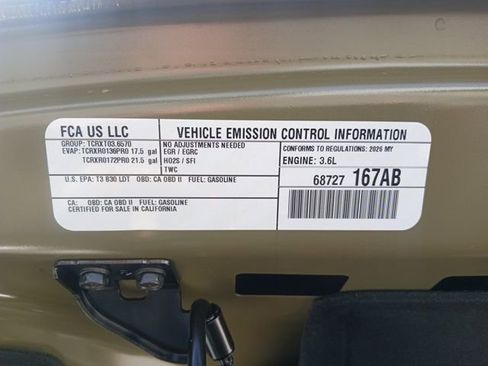 FCA US LLC
VEHICLE EMISSION CONTROL INFORMATION
GROUP: TCRXT03.6570
EVAP: TCRXR0136PR0 17.5 gal
TCRXR0172PR0 21.5 gal
NO ADJUSTMENTS NEEDED
EGR / EGRC
HO2S / SFI
TWC
CONFORMS TO REGULATIONS: 2026 MY
ENGINE: 3.6L
U.S. EPA: T3 B30 LDT OBD: CA OBD II FUEL: GASOLINE
68727 167AB
CA: OBD: CA OBD II FUEL: GASOLINE
CERTIFIED FOR SALE IN CALIFORNIA